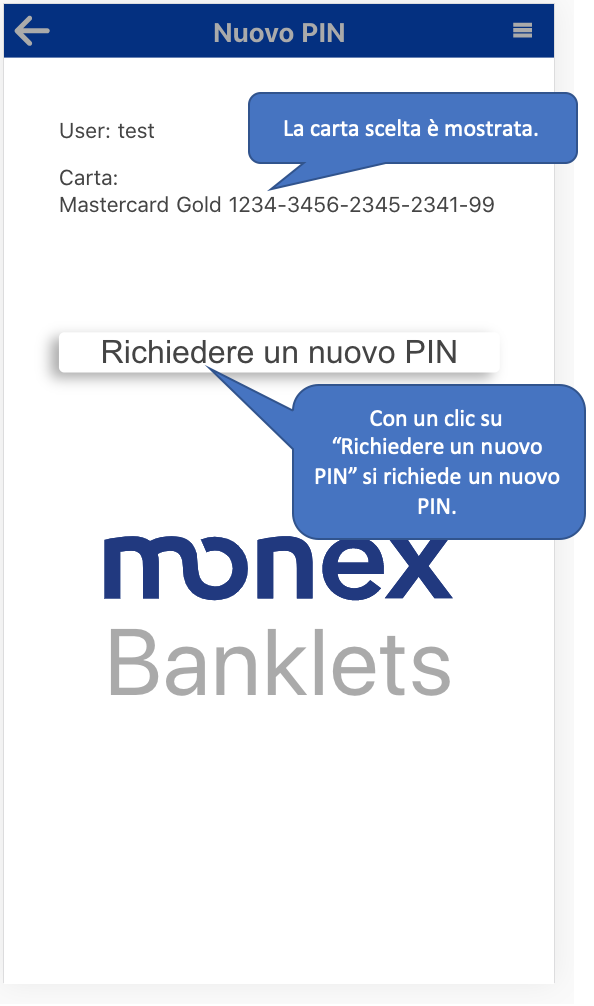 Nuovo PIN
User: test
La carta scelta è mostrata.
Carta:
Mastercard Gold 1234-3456-2345-2341-99
Richiedere un nuovo PIN
Con un clic su
“Richiedere un nuovo
PIN” si richiede un nuovo
PIN.
monex
Banklets